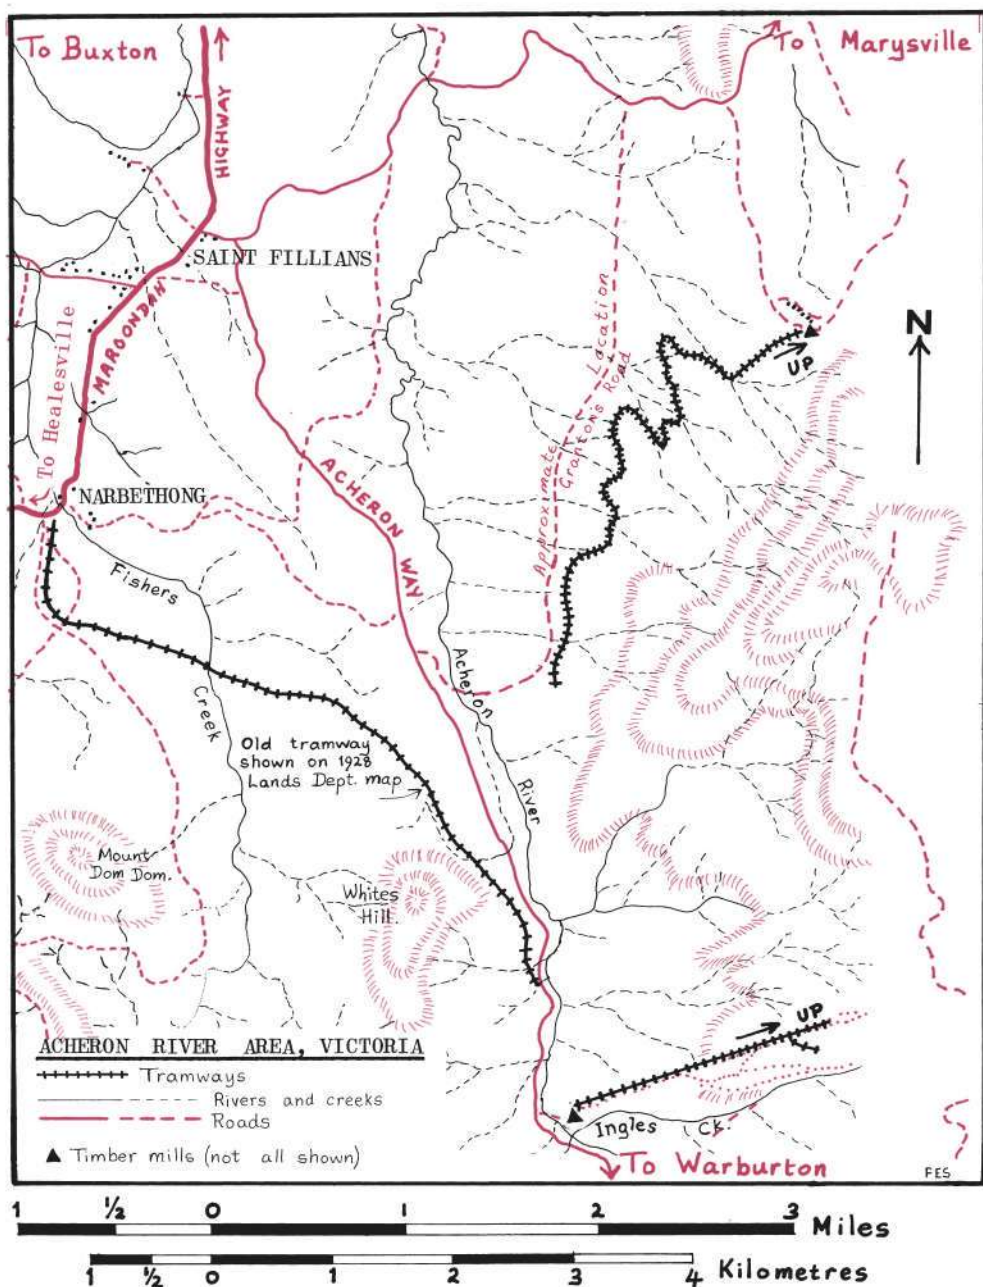 To Buxton
To Marysville
HIGHWAY
SAINT FILLIANS
MAROONDAH
To Healesville
NARBETHONG
ACHERON WAY
Approximate Location
Granton's Road
UP
N
Fishers
Creek
Acheron
River
Old tramway
shown on 1928
Lands Dept. map
Mount
Dom Dom.
Whites
Hill
UP
ACHERON RIVER AREA, VICTORIA
Tramways
Rivers and creeks
Roads
Timber mills (not all shown)
Ingles Ck.
To Warburton
FES
1 ½ 0 1 2 3 Miles
1 ½ 0 1 2 3 4 Kilometres